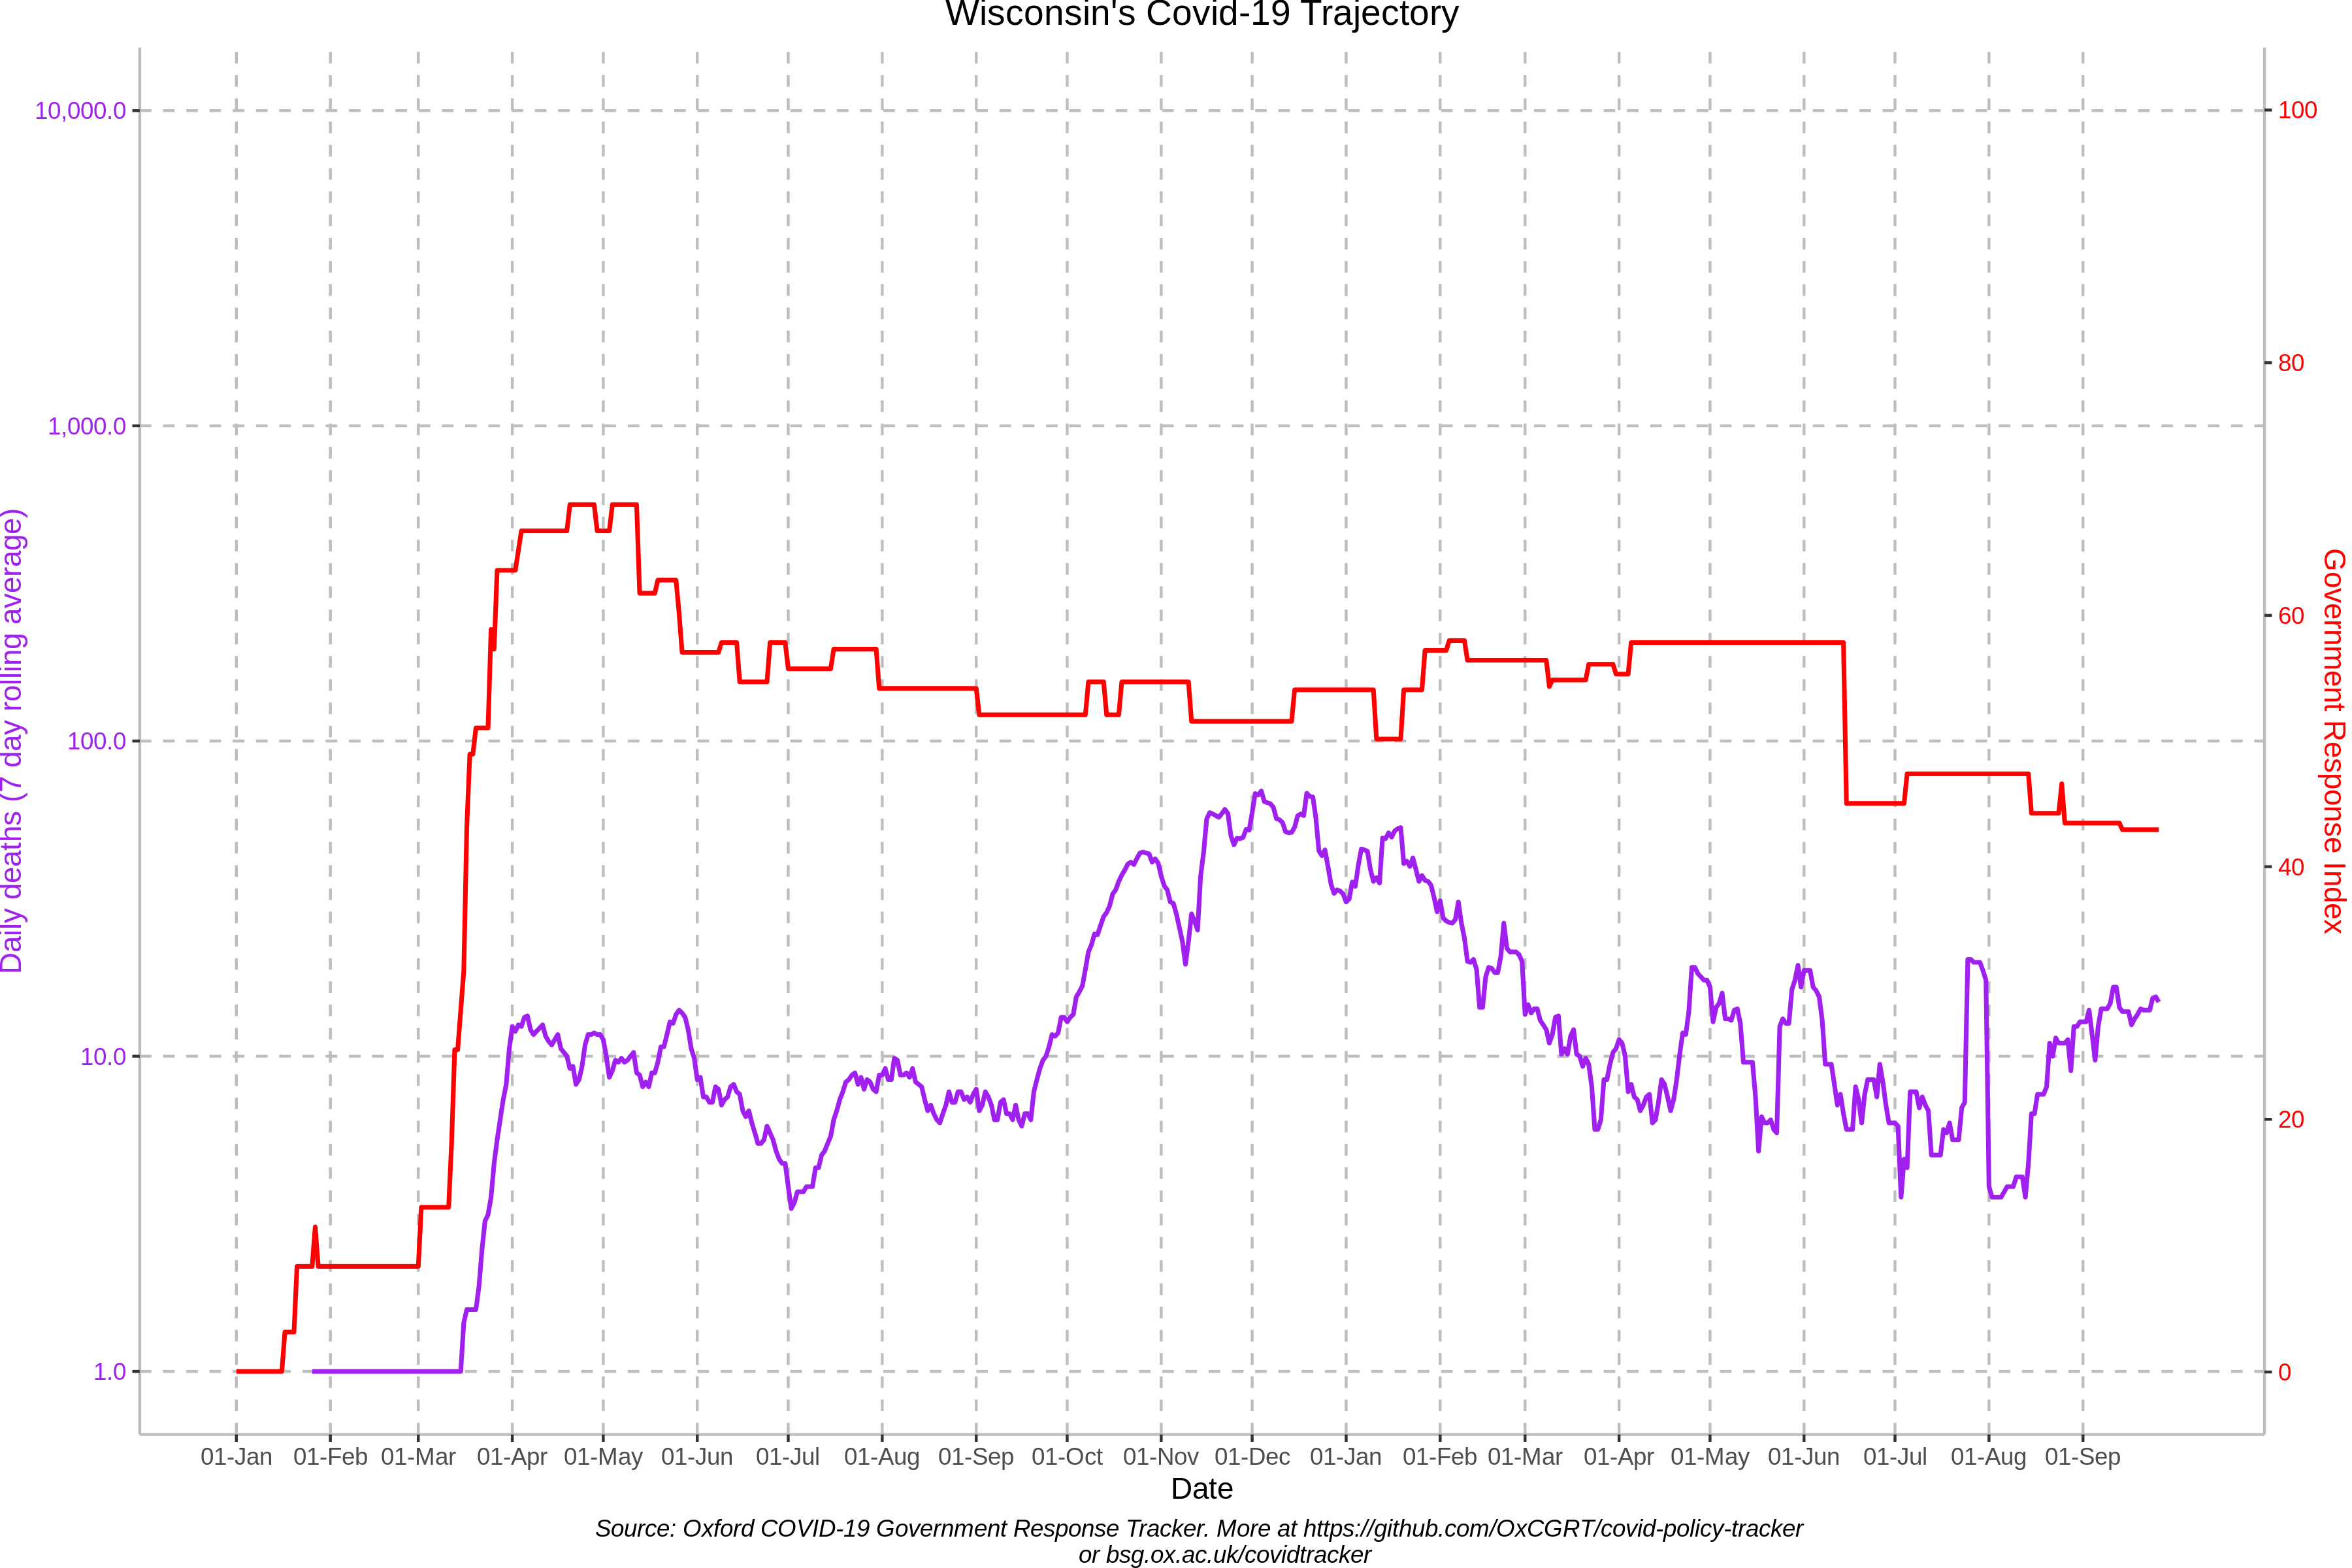 Wisconsin's Covid-19 Trajectory
10,000.0
1,000.0
100.0
10.0
1.0
Daily deaths (7 day rolling average)
100
80
60
40
20
0
Government Response Index
01-Jan 01-Feb 01-Mar 01-Apr 01-May 01-Jun 01-Jul 01-Aug 01-Sep 01-Oct 01-Nov 01-Dec 01-Jan 01-Feb 01-Mar 01-Apr 01-May 01-Jun 01-Jul 01-Aug 01-Sep
Date
Source: Oxford COVID-19 Government Response Tracker. More at https://github.com/OxCGRT/covid-policy-tracker
or bsg.ox.ac.uk/covidtracker